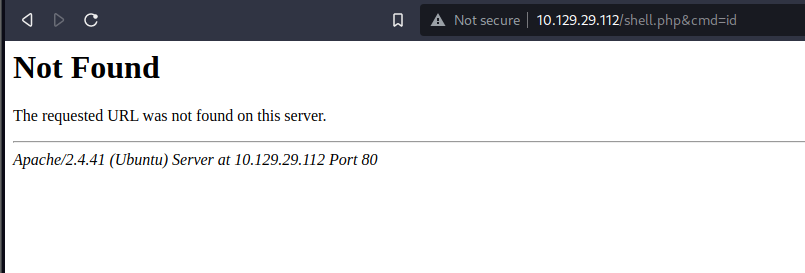 Not secure 10.129.29.112/shell.php&cmd=id
Not Found
The requested URL was not found on this server.
Apache/2.4.41 (Ubuntu) Server at 10.129.29.112 Port 80